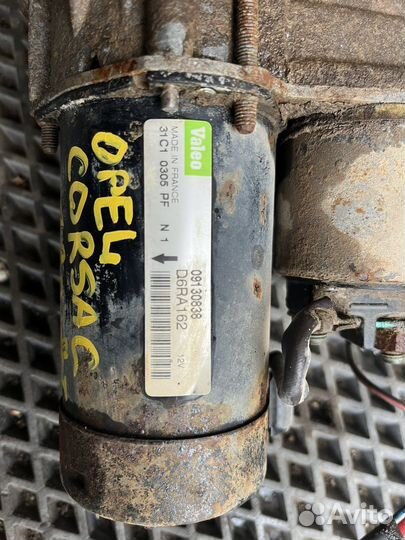 Valeo
MADE IN FRANCE
31C1 0305 PF N 1
09130838
D6RA162
12V
OPEL
CORSA C
Avito